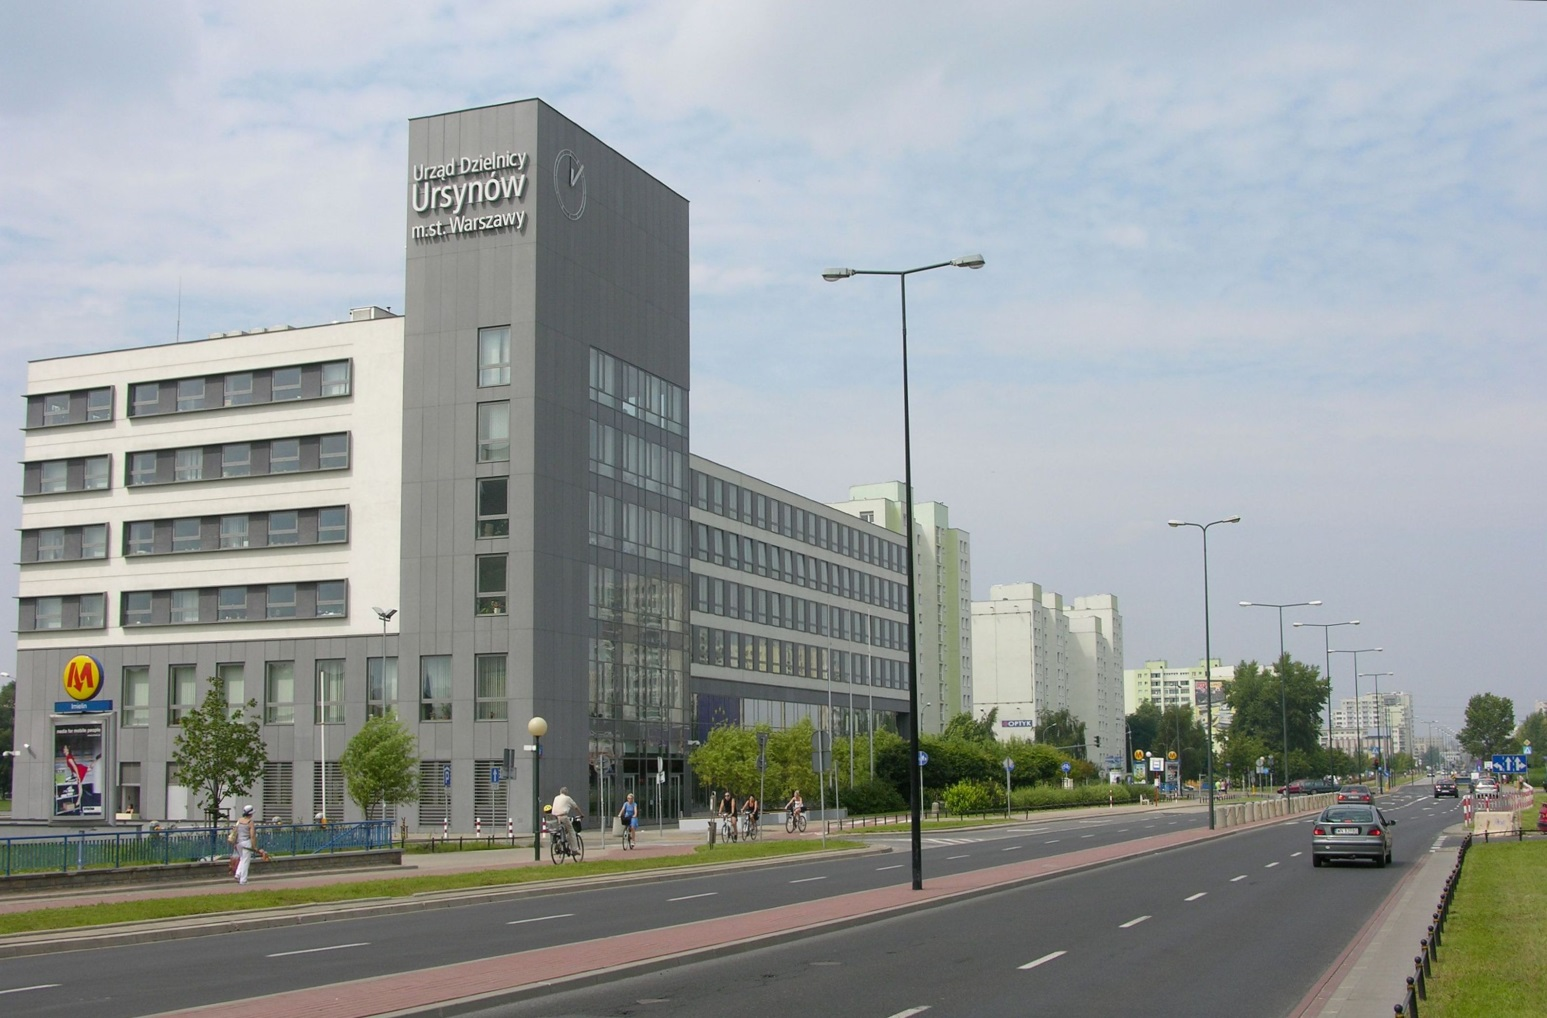 Urząd Dzielnicy
Ursynów
m.st. Warszawy
M
Imielin
OPTYK